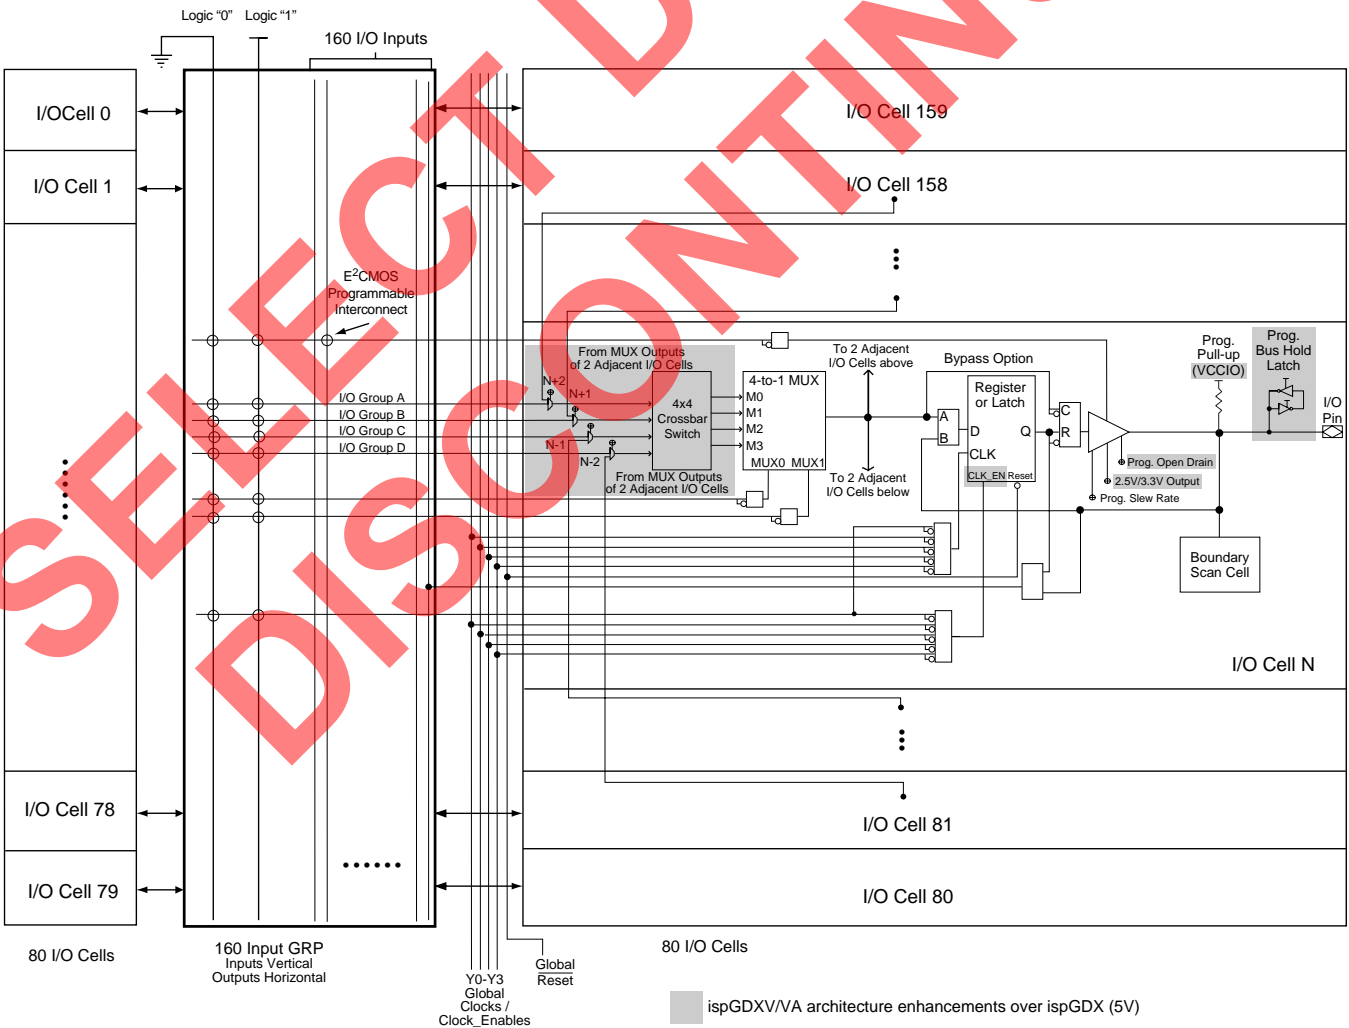 Logic “0” Logic “1”
160 I/O Inputs
I/OCell 0
I/O Cell 159
I/O Cell 1
I/O Cell 158
E2CMOS
Programmable
Interconnect
From MUX Outputs
of 2 Adjacent I/O Cells
N+2
N+1
N-1
N-2
I/O Group A
I/O Group B
I/O Group C
I/O Group D
4x4
Crossbar
Switch
From MUX Outputs
of 2 Adjacent I/O Cells
4-to-1 MUX
M0
M1
M2
M3
MUX0 MUX1
To 2 Adjacent
I/O Cells above
To 2 Adjacent
I/O Cells below
Bypass Option
Register
or Latch
A
B
D
Q
CLK
CLK_EN Reset
C
R
Prog.
Pull-up
(VCCIO)
Prog.
Bus Hold
Latch
I/O
Pin
Prog. Open Drain
2.5V/3.3V Output
Prog. Slew Rate
Boundary
Scan Cell
I/O Cell N
I/O Cell 78
I/O Cell 81
I/O Cell 79
I/O Cell 80
80 I/O Cells
160 Input GRP
Inputs Vertical
Outputs Horizontal
80 I/O Cells
Y0-Y3
Global
Clocks /
Clock_Enables
Global
Reset
ispGDXV/VA architecture enhancements over ispGDX (5V)
SELECT D
DISCONTIN